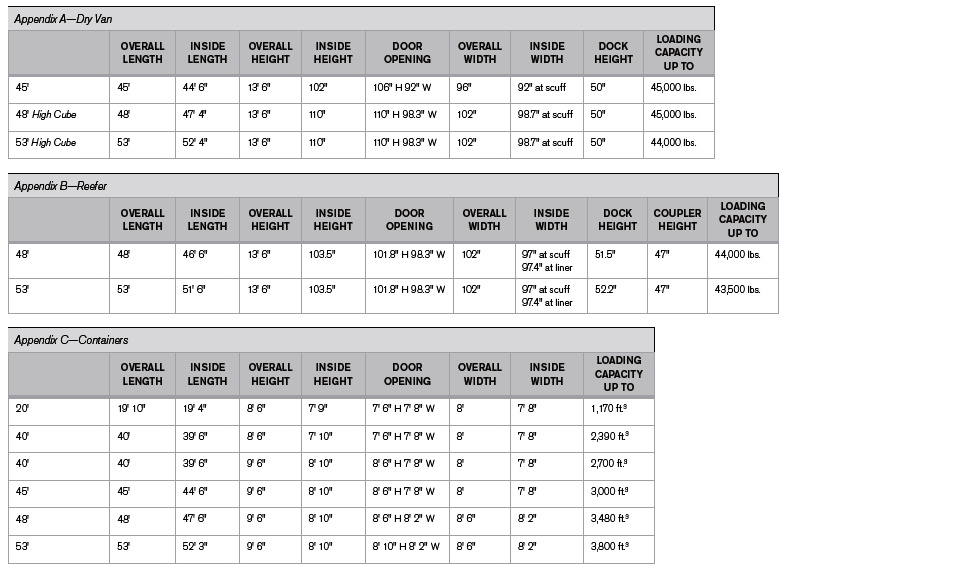 Appendix A—Dry Van
OVERALL LENGTH INSIDE LENGTH OVERALL HEIGHT INSIDE HEIGHT DOOR OPENING OVERALL WIDTH INSIDE WIDTH DOCK HEIGHT LOADING CAPACITY UP TO
45' 45' 44' 6" 13' 6" 102" 106" H 92" W 96" 92" at scuff 50" 45,000 lbs.
48' High Cube 48' 47' 4" 13' 6" 110" 110" H 98.3" W 102" 98.7" at scuff 50" 45,000 lbs.
53' High Cube 53' 52' 4" 13' 6" 110" 110" H 98.3" W 102" 98.7" at scuff 50" 44,000 lbs.
Appendix B—Reefer
OVERALL LENGTH INSIDE LENGTH OVERALL HEIGHT INSIDE HEIGHT DOOR OPENING OVERALL WIDTH INSIDE WIDTH DOCK HEIGHT COUPLER HEIGHT LOADING CAPACITY UP TO
48' 48' 46' 6" 13' 6" 103.5" 101.8" H 98.3" W 102" 97" at scuff 97.4" at liner 51.5" 47" 44,000 lbs.
53' 53' 51' 6" 13' 6" 103.5" 101.8" H 98.3" W 102" 97" at scuff 97.4" at liner 52.2" 47" 43,500 lbs.
Appendix C—Containers
OVERALL LENGTH INSIDE LENGTH OVERALL HEIGHT INSIDE HEIGHT DOOR OPENING OVERALL WIDTH INSIDE WIDTH LOADING CAPACITY UP TO
20' 19' 10" 19' 4" 8' 6" 7' 9" 7' 6" H 7' 8" W 8' 7' 8" 1,170 ft.³
40' 40' 39' 6" 8' 6" 7' 10" 7' 6" H 7' 8" W 8' 7' 8" 2,390 ft.³
40' 40' 39' 6" 9' 6" 8' 10" 8' 6" H 7' 8" W 8' 7' 8" 2,700 ft.³
45' 45' 44' 6" 9' 6" 8' 10" 8' 6" H 7' 8" W 8' 7' 8" 3,000 ft.³
48' 48' 47' 6" 9' 6" 8' 10" 8' 6" H 8' 2" W 8' 6" 8' 2" 3,480 ft.³
53' 53' 52' 3" 9' 6" 8' 10" 8' 10" H 8' 2" W 8' 6" 8' 2" 3,800 ft.³